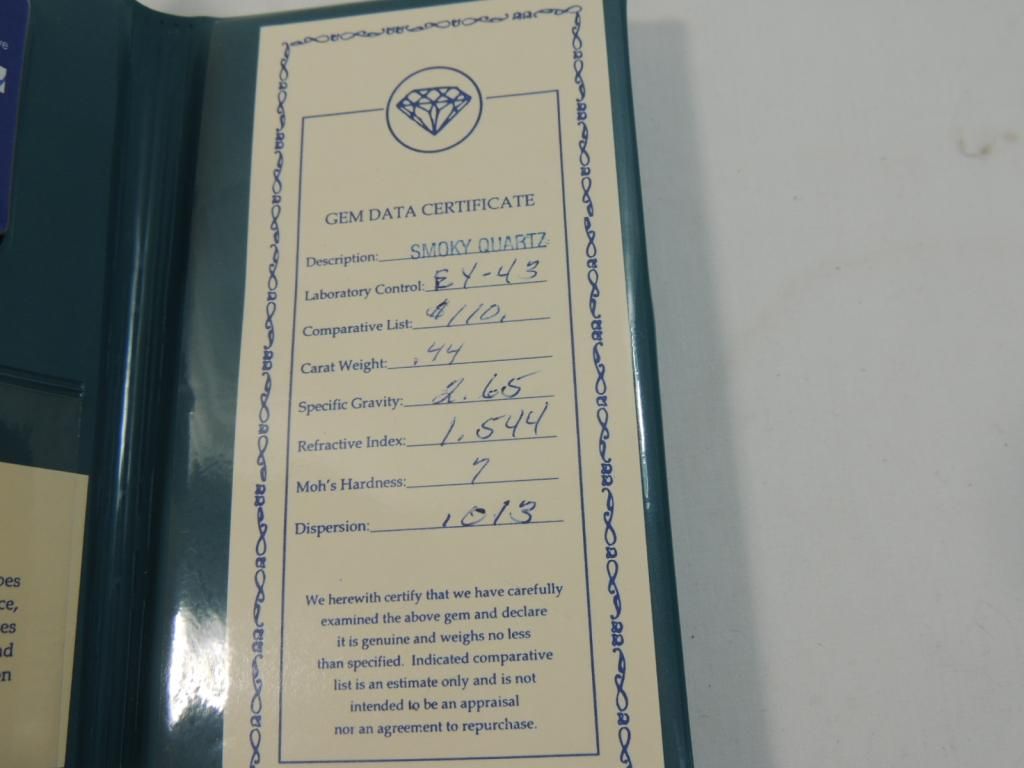 GEM DATA CERTIFICATE
Description: SMOKY QUARTZ
Laboratory Control: EY-43
Comparative List: $110.
Carat Weight: .44
Specific Gravity: 2.65
Refractive Index: 1.544
Moh's Hardness: 7
Dispersion: .013
We herewith certify that we have carefully
examined the above gem and declare
it is genuine and weighs no less
than specified. Indicated comparative
list is an estimate only and is not
intended to be an appraisal
nor an agreement to repurchase.